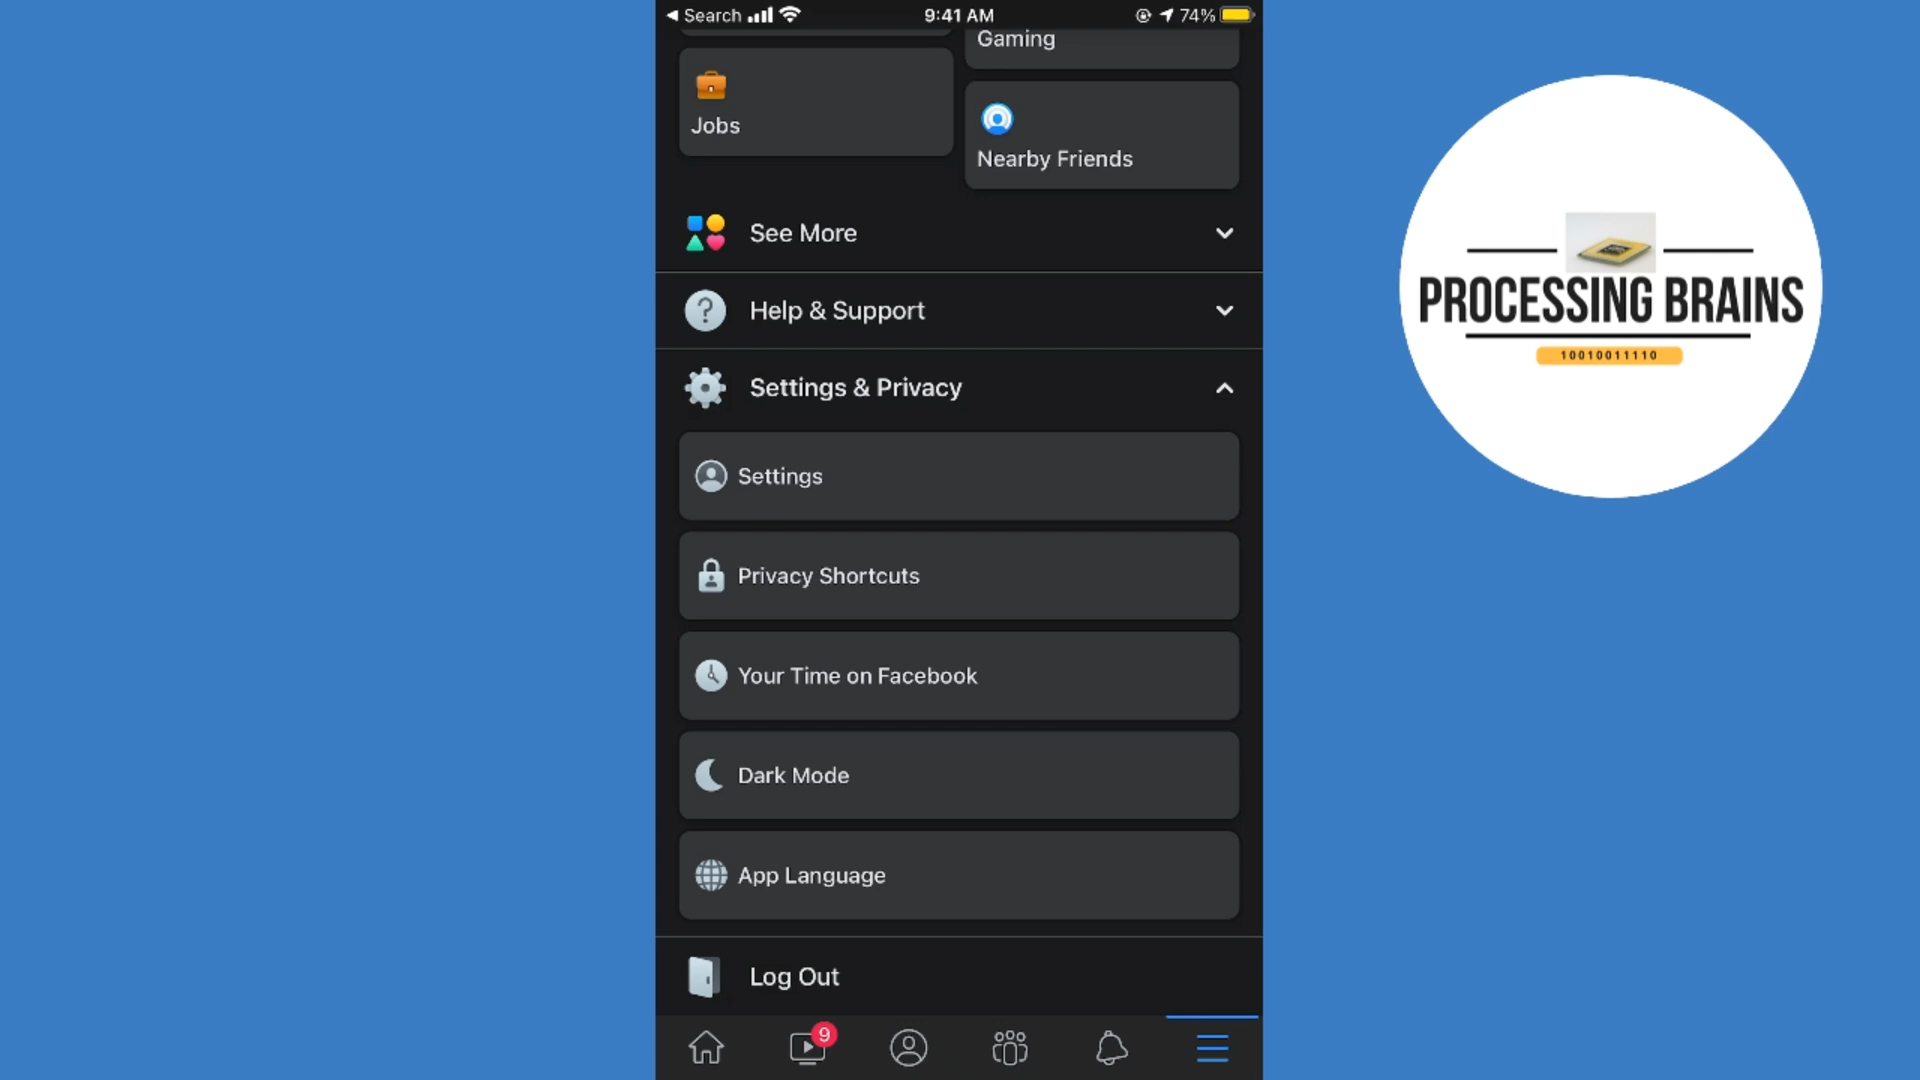 Search
9:41 AM
74%
Gaming
Jobs
Nearby Friends
See More
Help & Support
Settings & Privacy
Settings
Privacy Shortcuts
Your Time on Facebook
Dark Mode
App Language
Log Out
9
PROCESSING BRAINS
10010011110